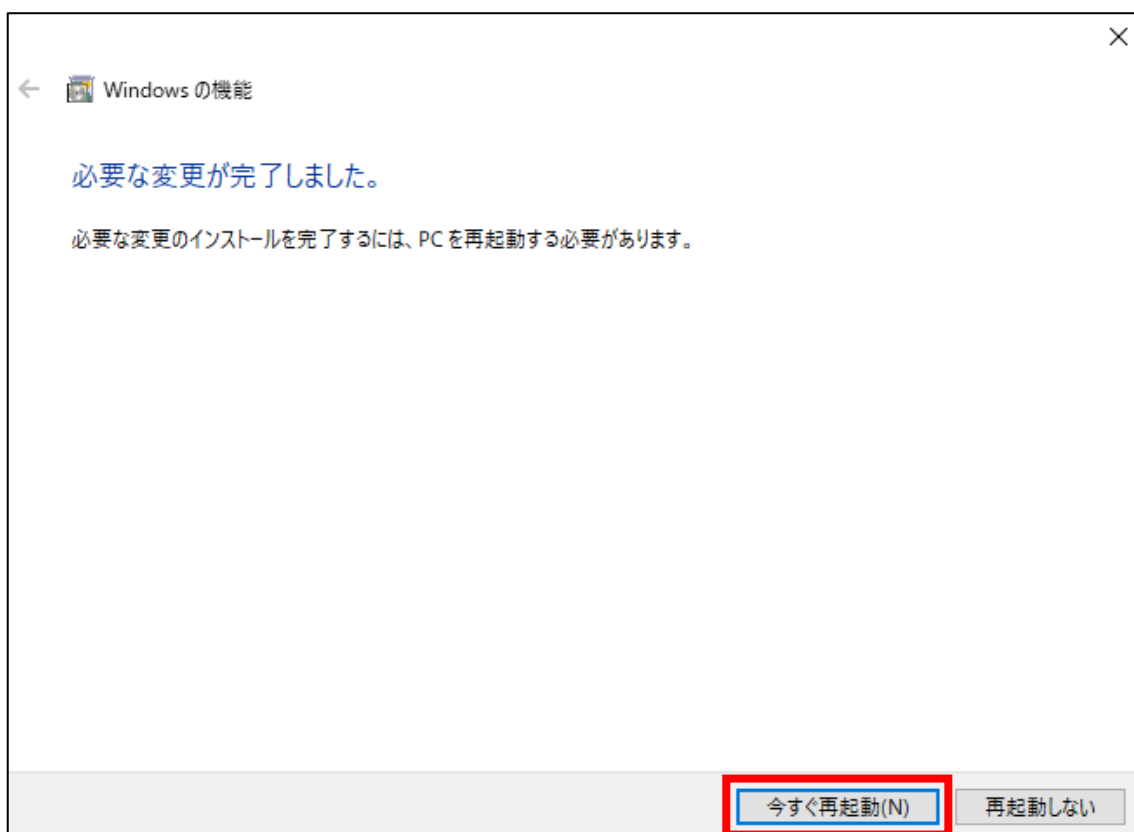 Windows の機能
必要な変更が完了しました。
必要な変更のインストールを完了するには、PC を再起動する必要があります。
今すぐ再起動(N)
再起動しない